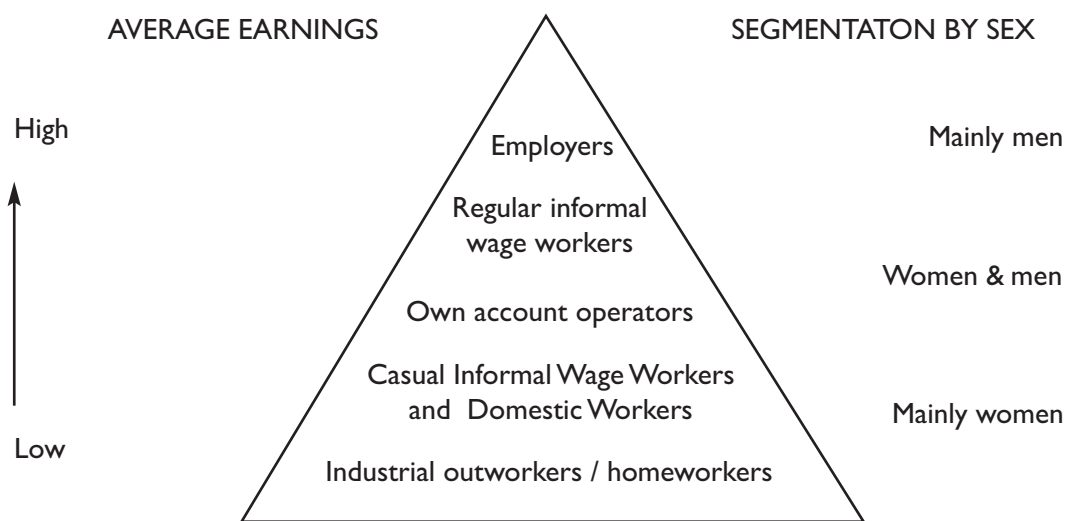 AVERAGE EARNINGS
SEGMENTATON BY SEX
High
Employers
Mainly men
Regular informal
wage workers
Women & men
Own account operators
Casual Informal Wage Workers
and Domestic Workers
Mainly women
Low
Industrial outworkers / homeworkers